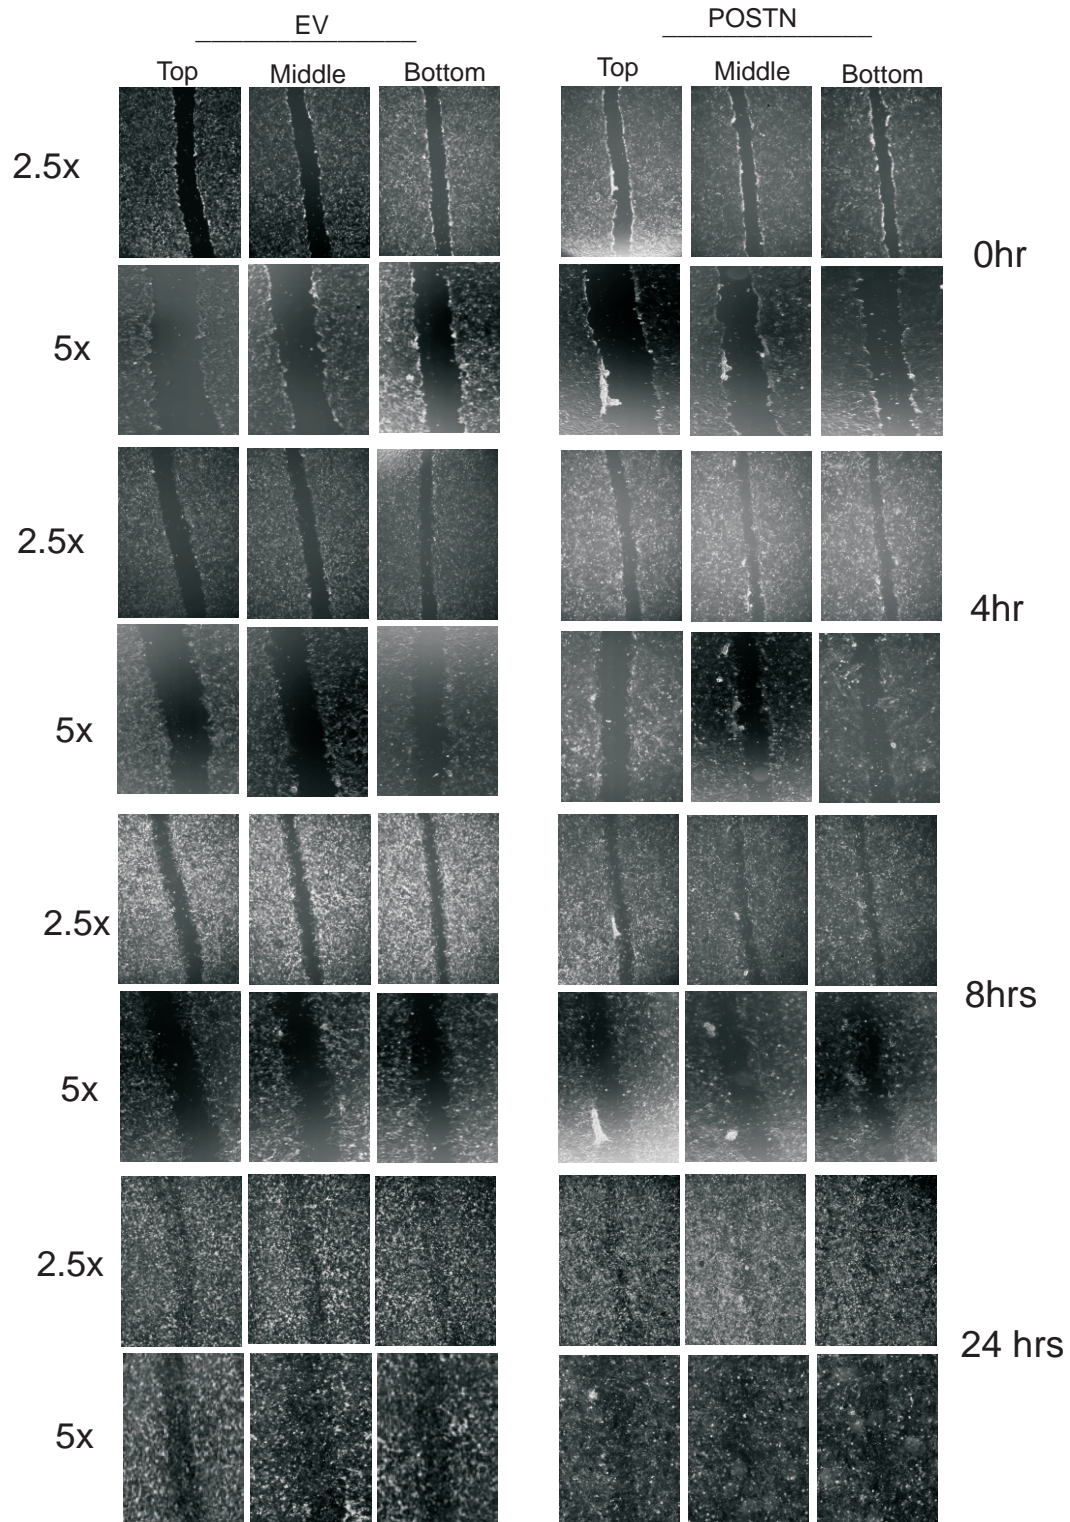 EV
POSTN
Top Middle Bottom
Top Middle Bottom
2.5x
0hr
5x
2.5x
4hr
5x
2.5x
8hrs
5x
2.5x
24 hrs
5x